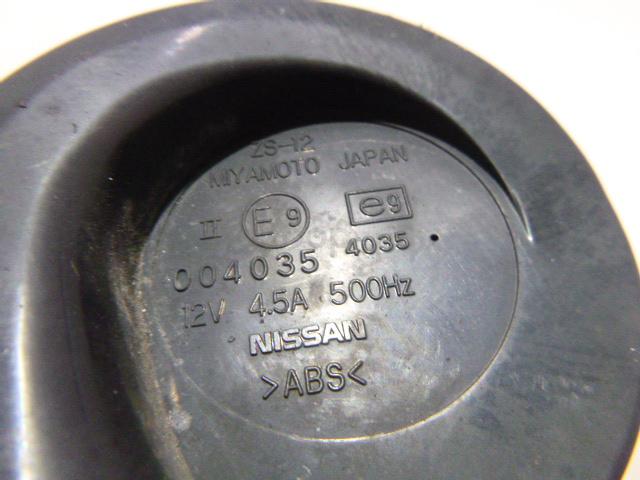 ZS-12
MIYAMOTO JAPAN
II E9 e9
004035 4035
12V 4.5A 500Hz
NISSAN
>ABS<